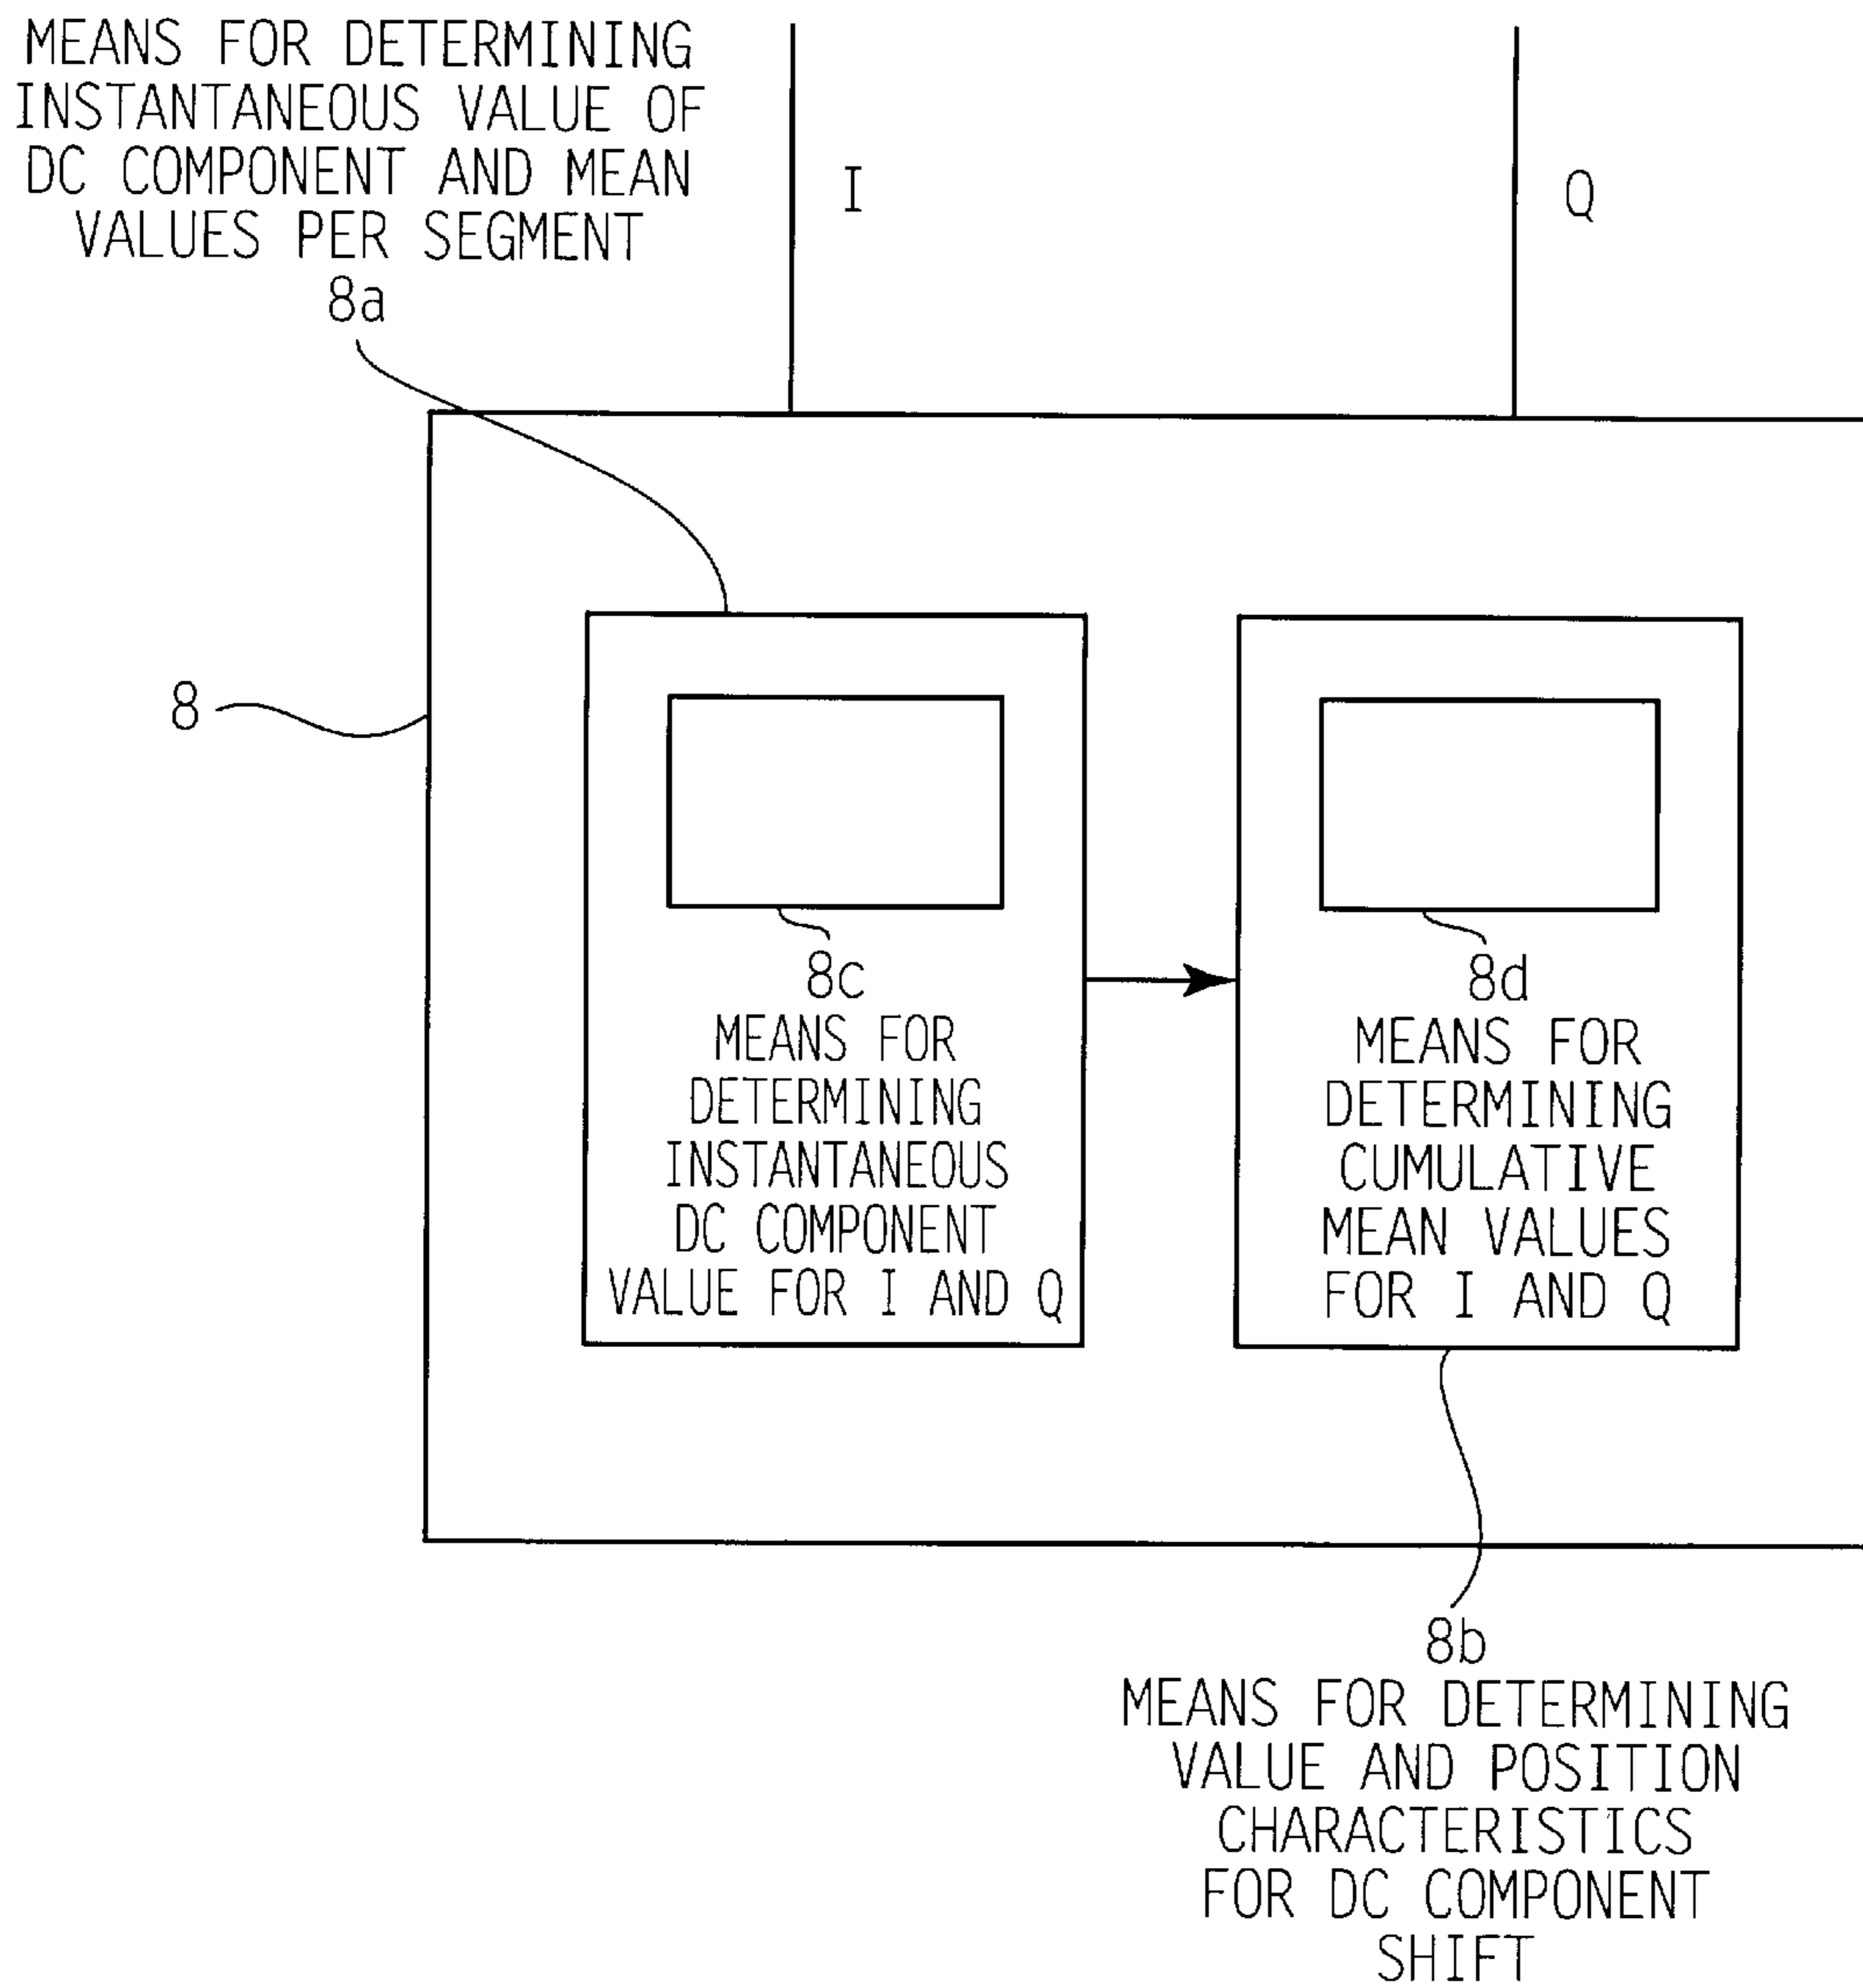 MEANS FOR DETERMINING
INSTANTANEOUS VALUE OF
DC COMPONENT AND MEAN
VALUES PER SEGMENT
8a
I
Q
8
8c
MEANS FOR
DETERMINING
INSTANTANEOUS
DC COMPONENT
VALUE FOR I AND Q
8d
MEANS FOR
DETERMINING
CUMULATIVE
MEAN VALUES
FOR I AND Q
8b
MEANS FOR DETERMINING
VALUE AND POSITION
CHARACTERISTICS
FOR DC COMPONENT
SHIFT